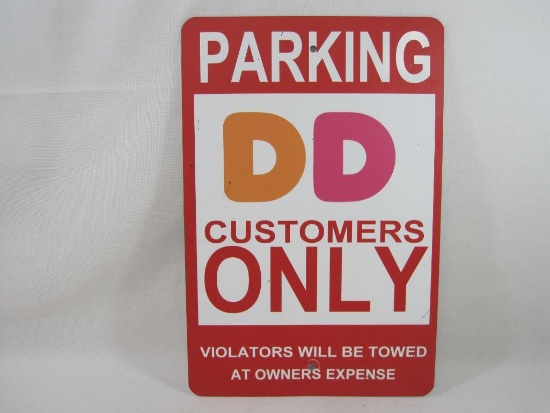 PARKING
DD
CUSTOMERS
ONLY
VIOLATORS WILL BE TOWED
AT OWNERS EXPENSE